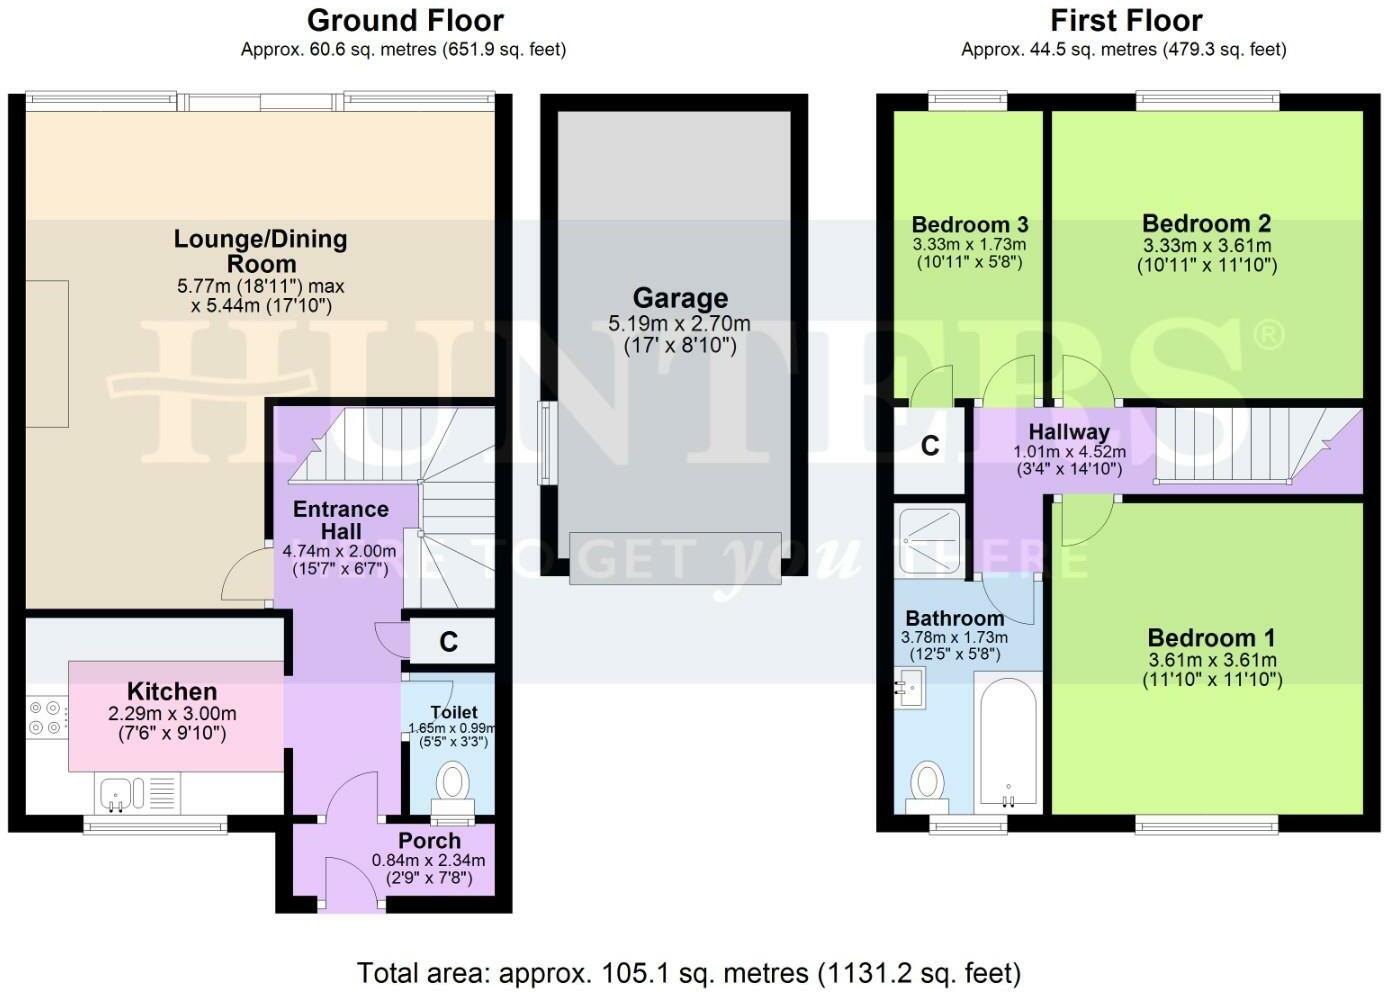 Ground Floor
Approx. 60.6 sq. metres (651.9 sq. feet)
First Floor
Approx. 44.5 sq. metres (479.3 sq. feet)
Lounge/Dining
Room
5.77m (18'11") max
x 5.44m (17'10")
Garage
5.19m x 2.70m
(17' x 8'10")
Bedroom 3
3.33m x 1.73m
(10'11" x 5'8")
Bedroom 2
3.33m x 3.61m
(10'11" x 11'10")
HUNTERS®
HERE TO GET you THERE
Entrance
Hall
4.74m x 2.00m
(15'7" x 6'7")
C
Hallway
1.01m x 4.52m
(3'4" x 14'10")
C
Kitchen
2.29m x 3.00m
(7'6" x 9'10")
Toilet
1.65m x 0.99m
(5'5" x 3'3")
Bathroom
3.78m x 1.73m
(12'5" x 5'8")
Bedroom 1
3.61m x 3.61m
(11'10" x 11'10")
Porch
0.84m x 2.34m
(2'9" x 7'8")
Total area: approx. 105.1 sq. metres (1131.2 sq. feet)